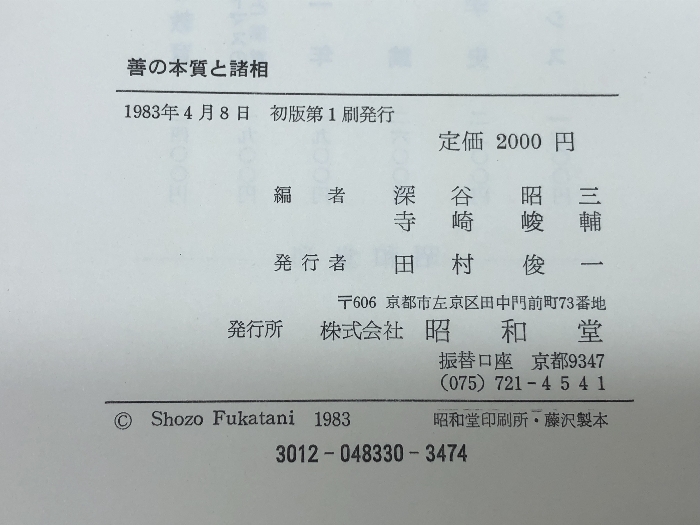 善の本質と諸相
1983年4月8日 初版第1刷発行
定価 2000 円
編者 深谷昭三
寺崎峻輔
発行者 田村俊一
〒606 京都市左京区田中門前町73番地
発行所 株式会社 昭和堂
振替口座 京都9347
(075) 721-4541
© Shozo Fukatani 1983 昭和堂印刷所・藤沢製本
3012-048330-3474